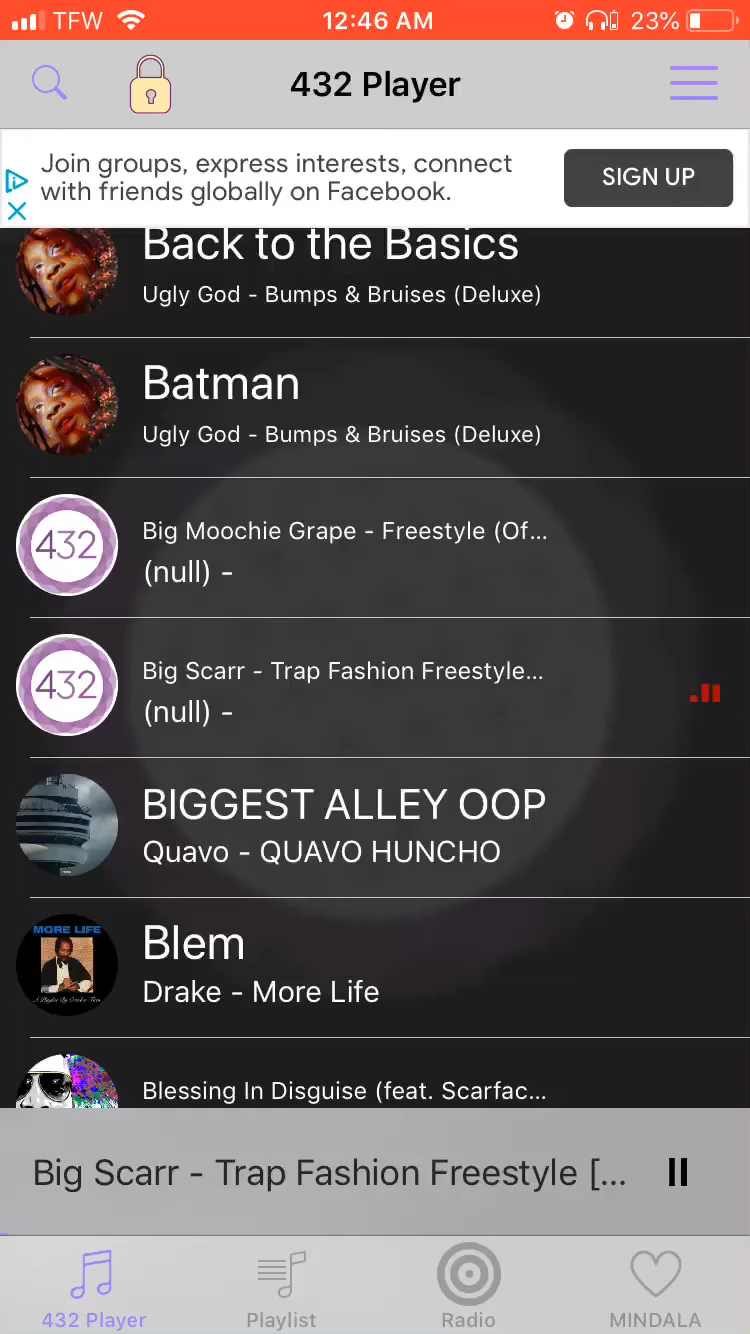 TFW 12:46 AM 23%
432 Player
Join groups, express interests, connect
with friends globally on Facebook.
SIGN UP
Back to the Basics
Ugly God - Bumps & Bruises (Deluxe)
Batman
Ugly God - Bumps & Bruises (Deluxe)
432
Big Moochie Grape - Freestyle (Of...
(null) -
432
Big Scarr - Trap Fashion Freestyle...
(null) -
BIGGEST ALLEY OOP
Quavo - QUAVO HUNCHO
MORE LIFE
Blem
Drake - More Life
Blessing In Disguise (feat. Scarfac...
Big Scarr - Trap Fashion Freestyle [...
432 Player Playlist Radio MINDALA